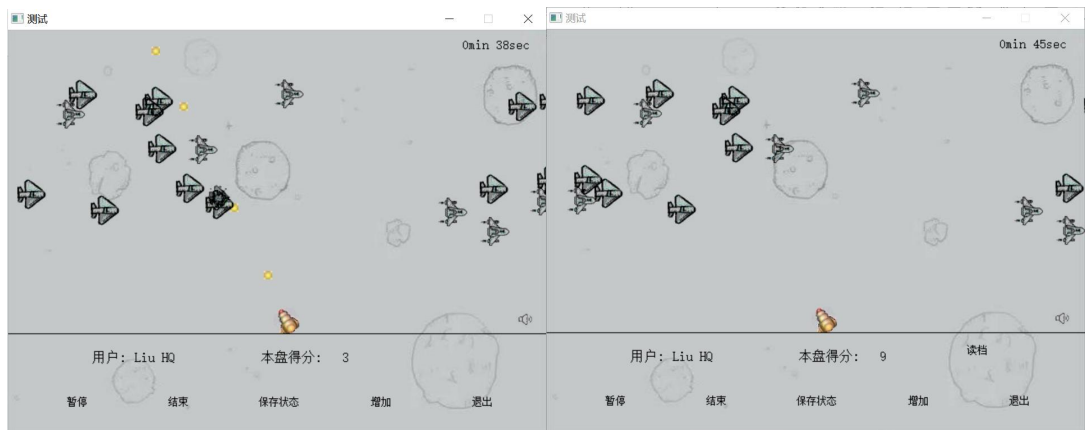 测试
0min 38sec
用户: Liu HQ 本盘得分: 3
暂停 结束 保存状态 增加 退出
测试
0min 45sec
读档
用户: Liu HQ 本盘得分: 9
暂停 结束 保存状态 增加 退出